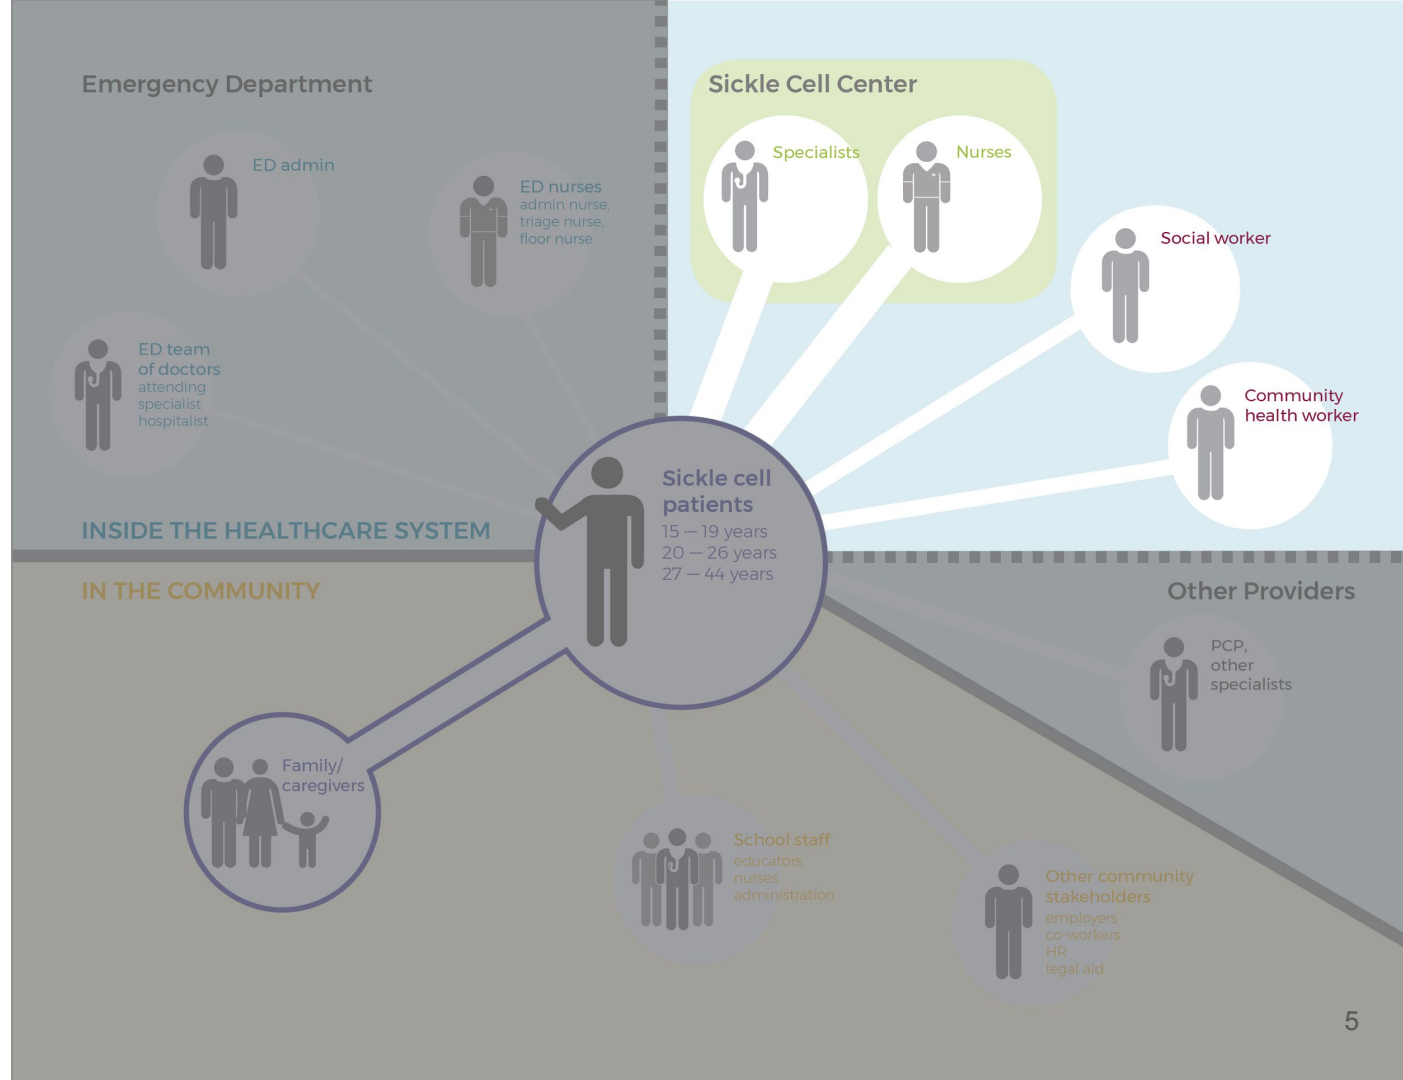 Emergency Department
ED admin
ED nurses
admin nurse,
triage nurse,
floor nurse
ED team
of doctors
attending
specialist
hospitalist
INSIDE THE HEALTHCARE SYSTEM
Sickle Cell Center
Specialists
Nurses
Social worker
Community
health worker
Sickle cell
patients
15 — 19 years
20 — 26 years
27 — 44 years
IN THE COMMUNITY
Other Providers
PCP,
other
specialists
Family/
caregivers
School staff
educators
nurses
administration
Other community
stakeholders
employers
co-workers
HR
legal aid
5